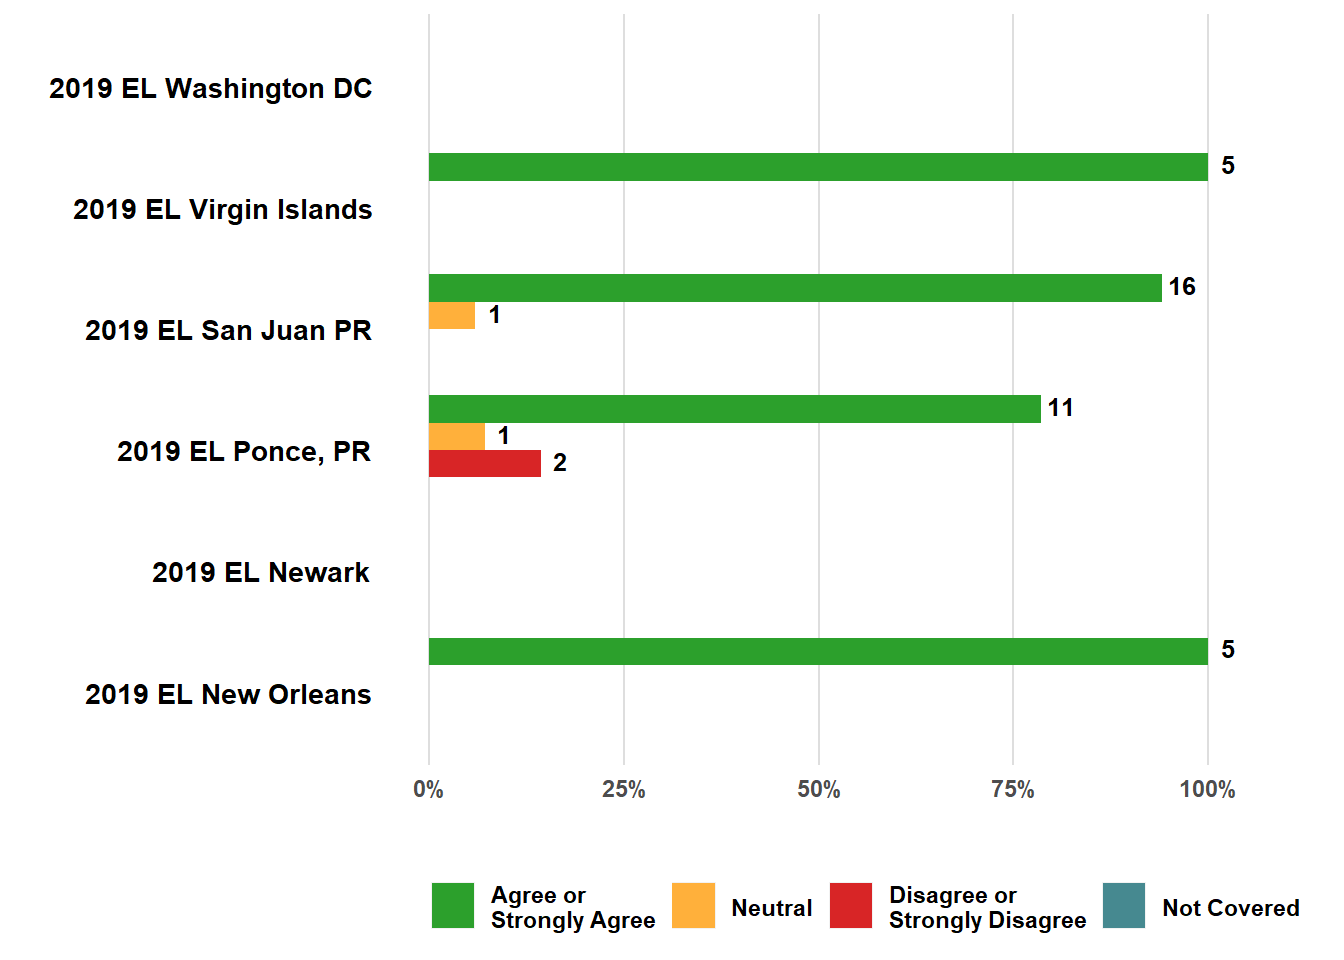 2019 EL Washington DC
5
2019 EL Virgin Islands
16
1
2019 EL San Juan PR
11
1
2019 EL Ponce, PR
2
2019 EL Newark
5
2019 EL New Orleans
0% 25% 50% 75% 100%
Agree or
Strongly Agree
Neutral
Disagree or
Strongly Disagree
Not Covered